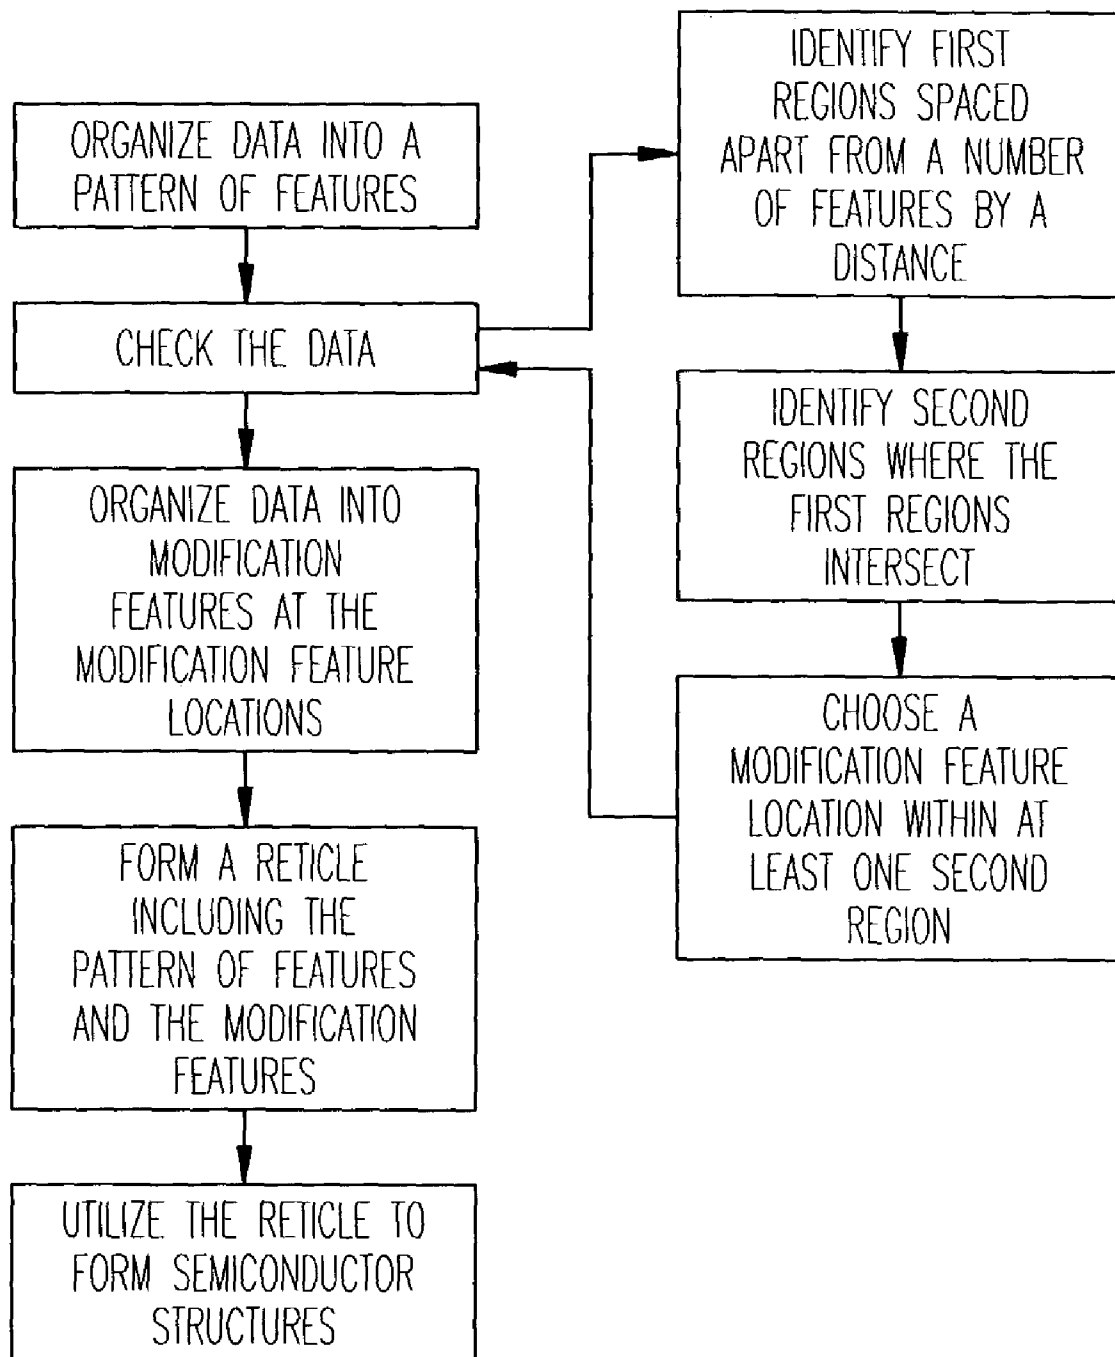 ORGANIZE DATA INTO A
PATTERN OF FEATURES
CHECK THE DATA
ORGANIZE DATA INTO
MODIFICATION
FEATURES AT THE
MODIFICATION FEATURE
LOCATIONS
FORM A RETICLE
INCLUDING THE
PATTERN OF FEATURES
AND THE MODIFICATION
FEATURES
UTILIZE THE RETICLE TO
FORM SEMICONDUCTOR
STRUCTURES
IDENTIFY FIRST
REGIONS SPACED
APART FROM A NUMBER
OF FEATURES BY A
DISTANCE
IDENTIFY SECOND
REGIONS WHERE THE
FIRST REGIONS
INTERSECT
CHOOSE A
MODIFICATION FEATURE
LOCATION WITHIN AT
LEAST ONE SECOND
REGION